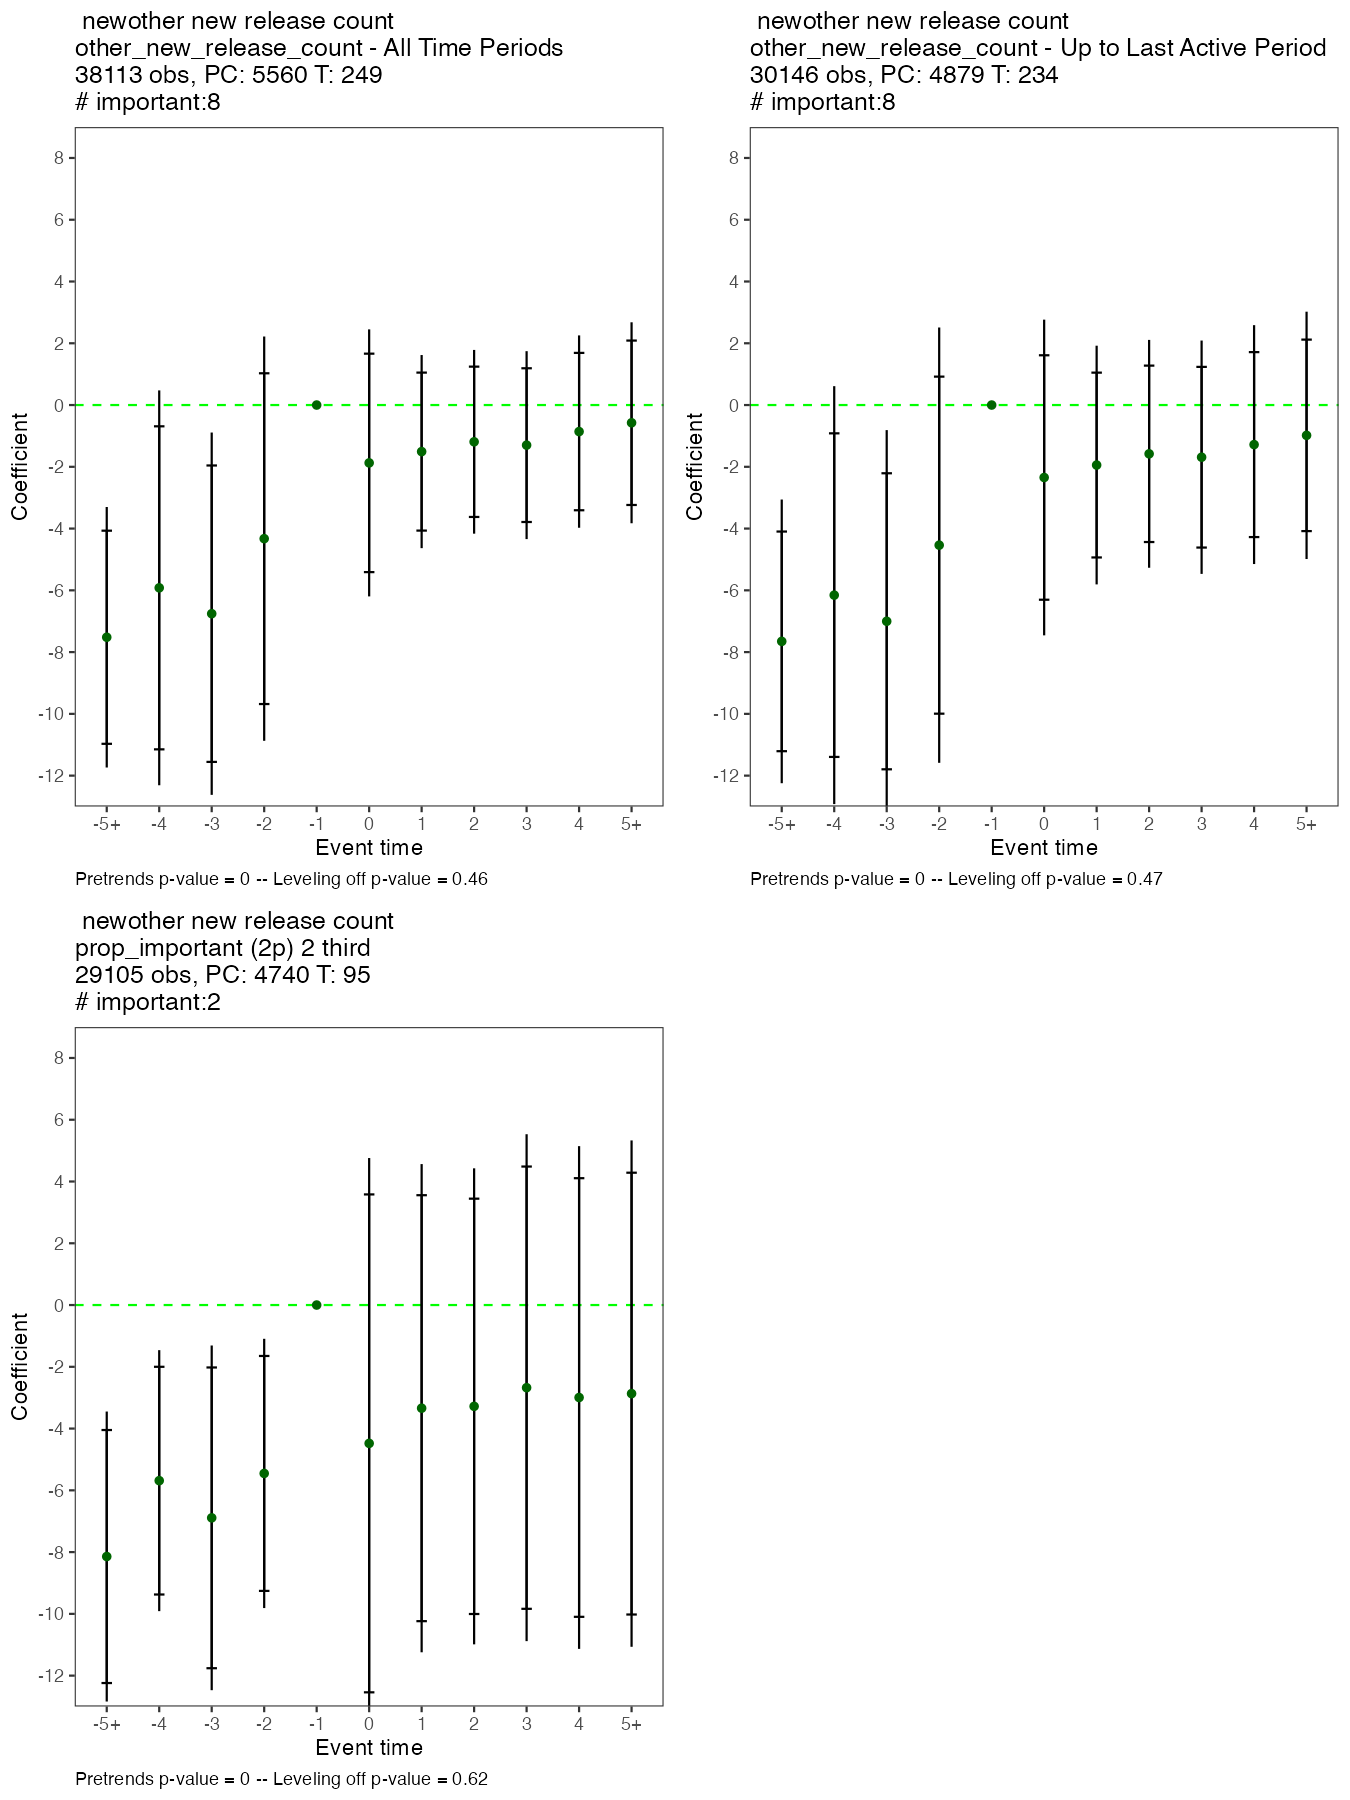 newother new release count
other_new_release_count - All Time Periods
38113 obs, PC: 5560 T: 249
# important:8
8
6
4
2
0
-2
-4
-6
-8
-10
-12
Coefficient
-5+ -4 -3 -2 -1 0 1 2 3 4 5+
Event time
Pretrends p-value = 0 -- Leveling off p-value = 0.46
newother new release count
other_new_release_count - Up to Last Active Period
30146 obs, PC: 4879 T: 234
# important:8
8
6
4
2
0
-2
-4
-6
-8
-10
-12
Coefficient
-5+ -4 -3 -2 -1 0 1 2 3 4 5+
Event time
Pretrends p-value = 0 -- Leveling off p-value = 0.47
newother new release count
prop_important (2p) 2 third
29105 obs, PC: 4740 T: 95
# important:2
8
6
4
2
0
-2
-4
-6
-8
-10
-12
Coefficient
-5+ -4 -3 -2 -1 0 1 2 3 4 5+
Event time
Pretrends p-value = 0 -- Leveling off p-value = 0.62